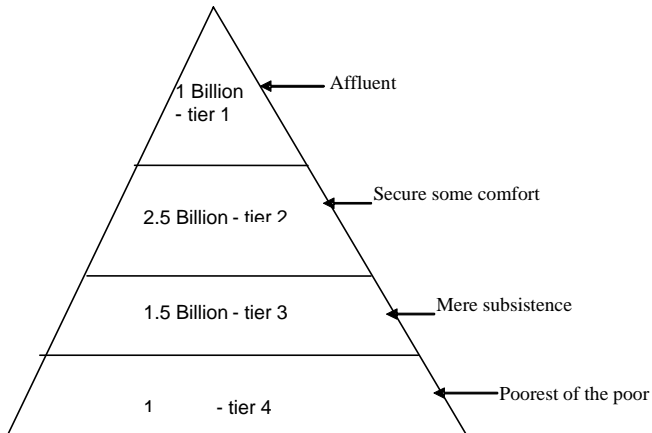 1 Billion
- tier 1
Affluent
2.5 Billion - tier 2
Secure some comfort
1.5 Billion - tier 3
Mere subsistence
1 - tier 4
Poorest of the poor